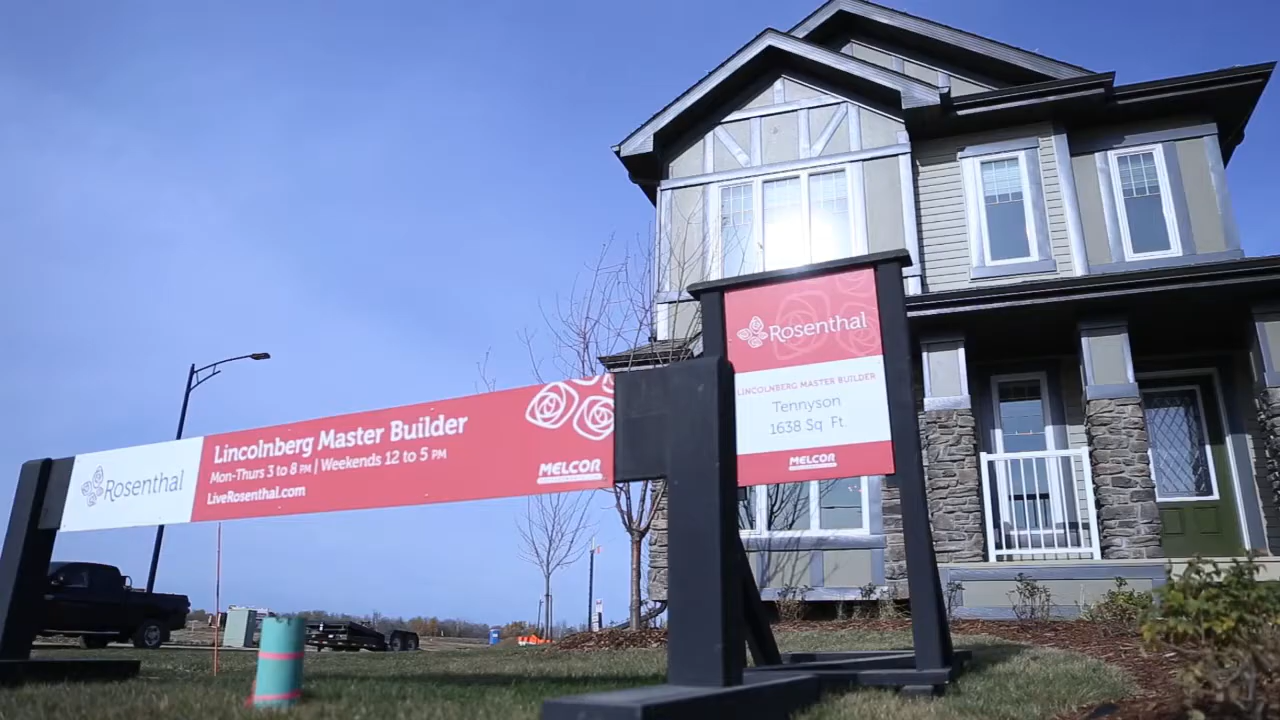 Rosenthal
Lincolnberg Master Builder
Mon-Thurs 3 to 8 PM | Weekends 12 to 5 PM
LiveRosenthal.com
MELCOR
Rosenthal
LINCOLNBERG MASTER BUILDER
Tennyson
1638 Sq. Ft.
MELCOR